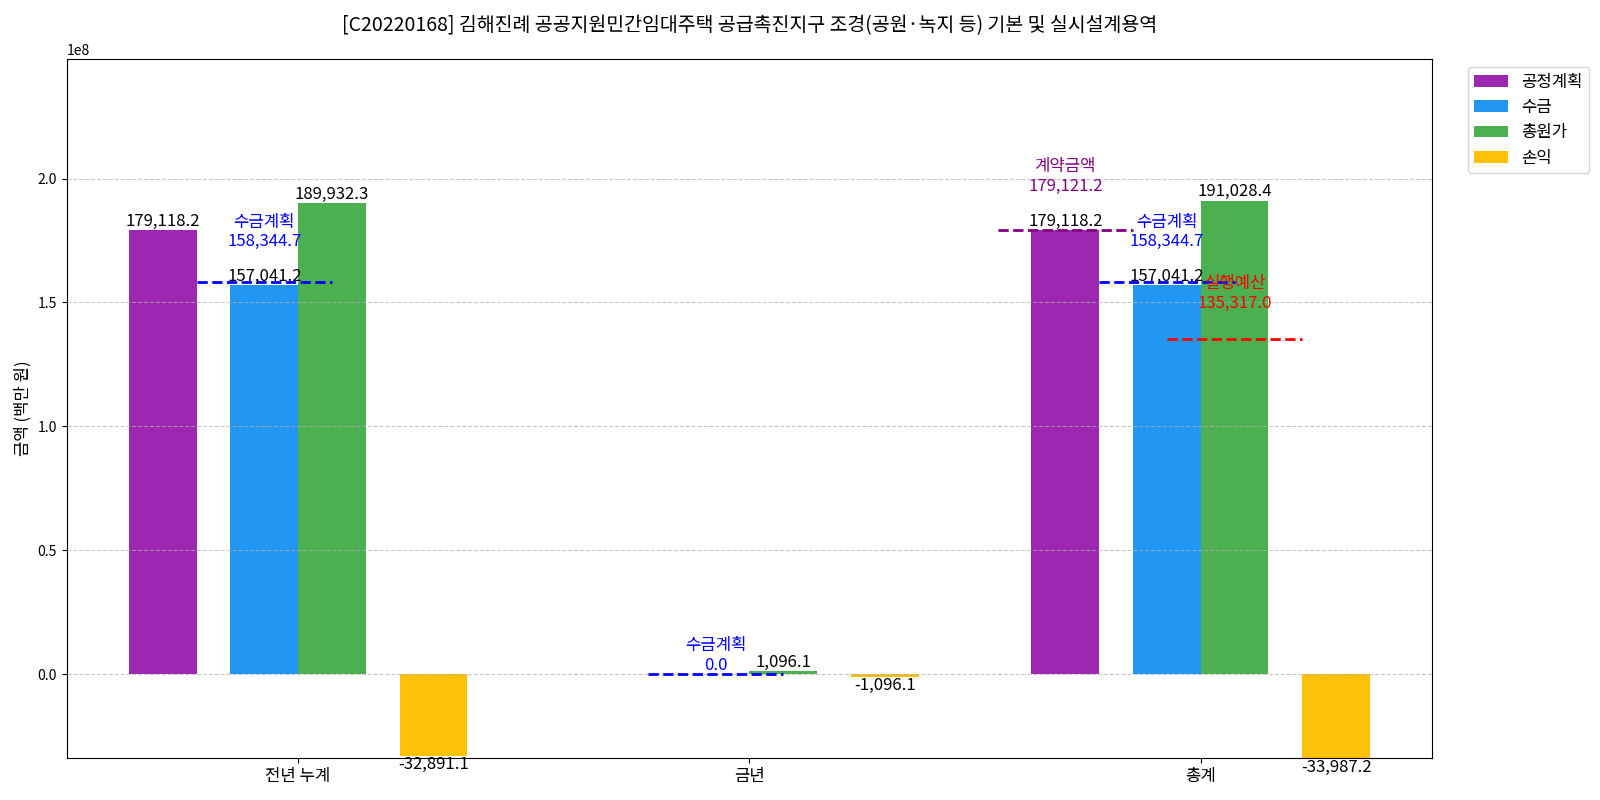 [C20220168] 김해진례 공공지원민간임대주택 공급촉진지구 조경(공원·녹지 등) 기본 및 실시설계용역
1e8
금액 (백만 원)
2.0
1.5
1.0
0.5
0.0
179,118.2
수금계획
158,344.7
157,041.2
189,932.3
-32,891.1
수금계획
0.0
1,096.1
-1,096.1
계약금액
179,121.2
179,118.2
수금계획
158,344.7
157,041.2
191,028.4
실행예산
135,317.0
-33,987.2
전년 누계
금년
총계
공정계획
수금
총원가
손익